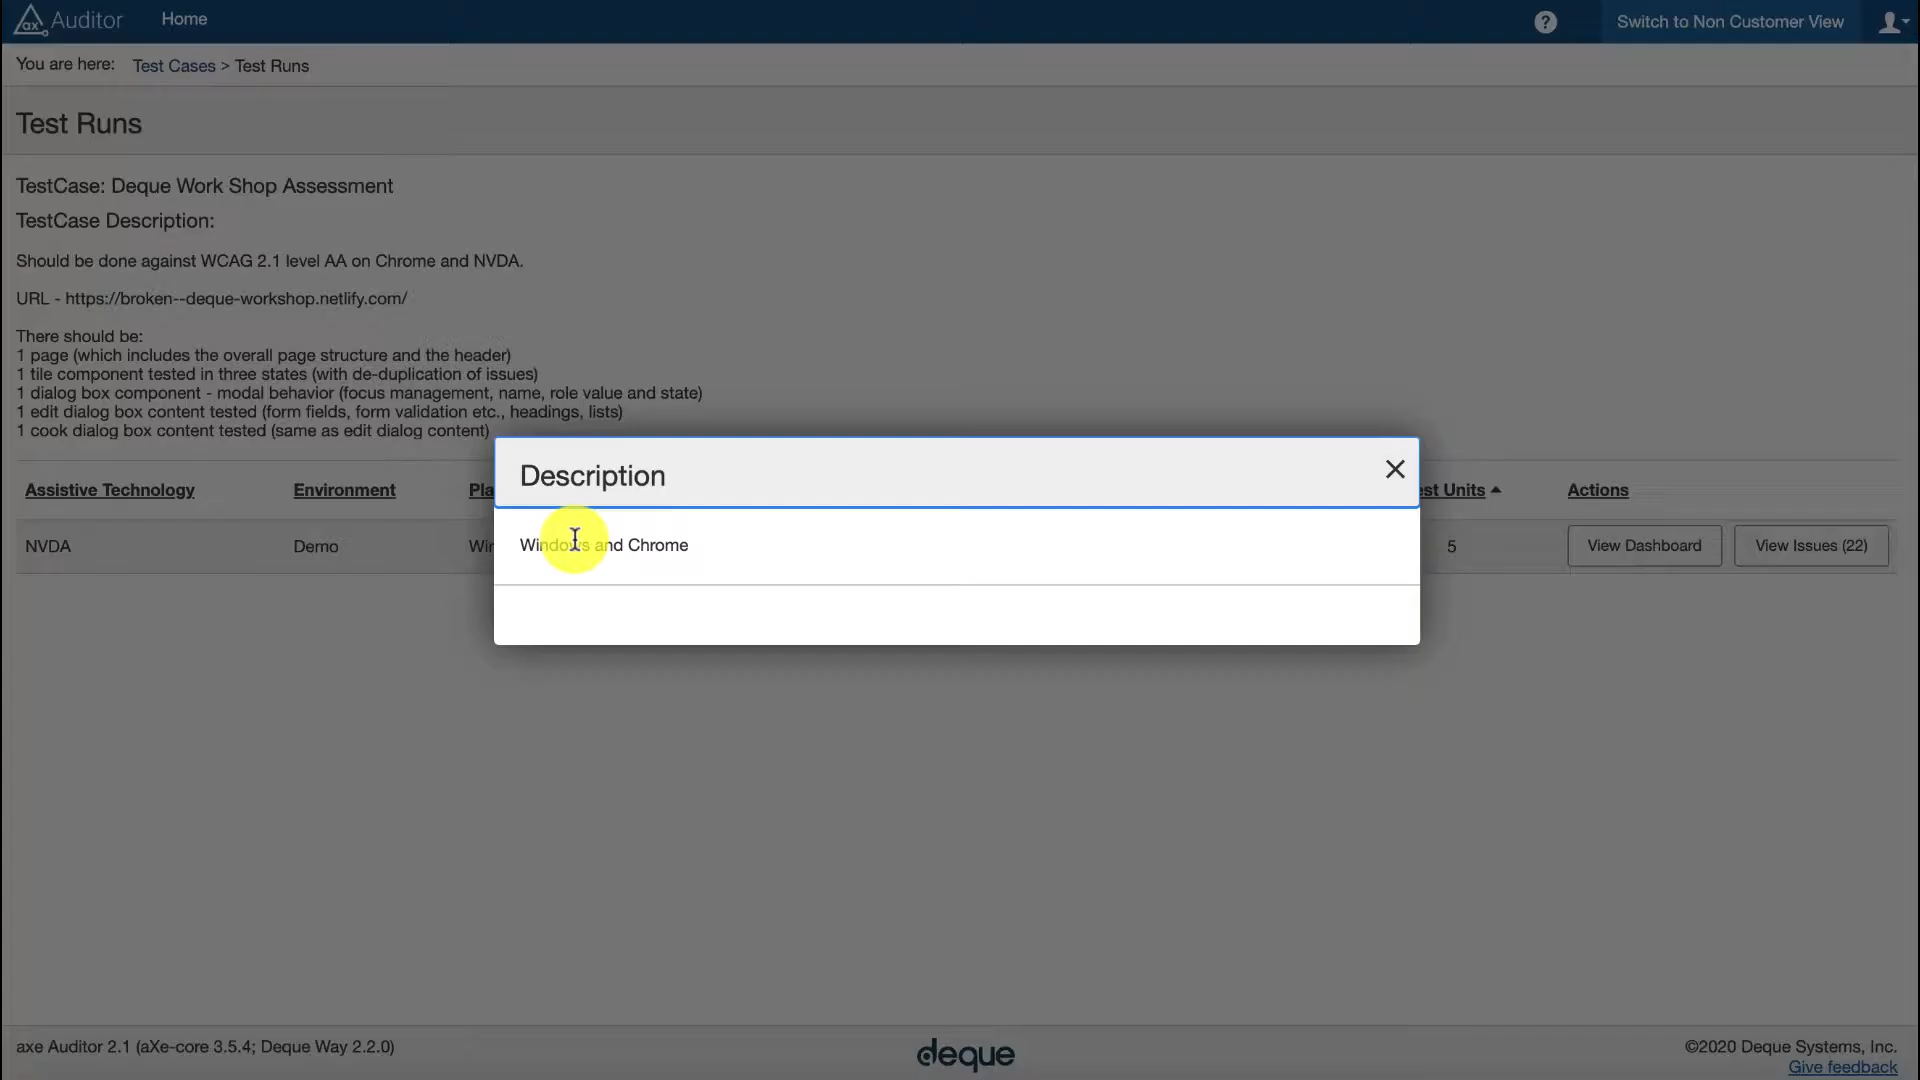 ax Auditor Home ? Switch to Non Customer View
You are here: Test Cases > Test Runs
Test Runs
TestCase: Deque Work Shop Assessment
TestCase Description:
Should be done against WCAG 2.1 level AA on Chrome and NVDA.
URL - https://broken--deque-workshop.netlify.com/
There should be:
1 page (which includes the overall page structure and the header)
1 tile component tested in three states (with de-duplication of issues)
1 dialog box component - modal behavior (focus management, name, role value and state)
1 edit dialog box content tested (form fields, form validation etc., headings, lists)
1 cook dialog box content tested (same as edit dialog content)
Description
Windows and Chrome
Assistive Technology Environment Pla est Units Actions
NVDA Demo Win 5 View Dashboard View Issues (22)
axe Auditor 2.1 (aXe-core 3.5.4; Deque Way 2.2.0)
deque
©2020 Deque Systems, Inc.
Give feedback